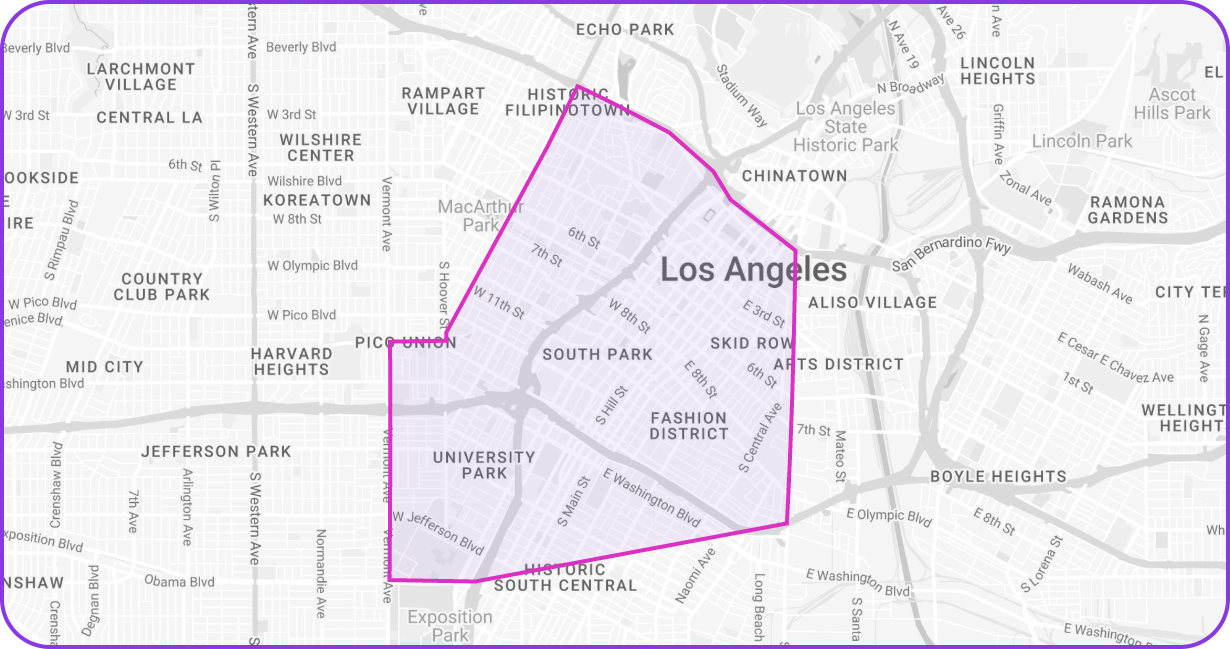 ECHO PARK
Ave 26
N Ave 19
stern Ave
Beverly Blvd
Beverly Blvd
LARCHMONT
VILLAGE
LINCOLN
HEIGHTS
Stadium Way
N Broadway
S Western Ave
RAMPART
VILLAGE
HISTORIC
FILIPINOTOWN
Los Angeles
State
Historic Park
Ascot
Hills Park
EL
W 3rd St
CENTRAL LA
W 3rd St
Griffin Ave
Lincoln Park
WILSHIRE
CENTER
6th St
Wilshire Blvd
CHINATOWN
OOKSIDE
S Wilton Pl
KOREATOWN
W 8th St
Vermont Ave
MacArthur
Park
Zonal Ave
RAMONA
GARDENS
IRE
S Rimpau Blvd
6th St
7th St
San Bernardino Fwy
W Olympic Blvd
Los Angeles
Wabash Ave
COUNTRY
CLUB PARK
S Hoover St
W 11th St
W 8th St
E 3rd St
ALISO VILLAGE
CITY TE
W Pico Blvd
enice Blvd
W Pico Blvd
PICO UNION
SOUTH PARK
SKID ROW
ARTS DISTRICT
N Gage Ave
E Cesar E Chavez Ave
1st St
MID CITY
HARVARD
HEIGHTS
E 8th St
6th St
ashington Blvd
S Hill St
FASHION
DISTRICT
S Central Ave
WELLINGT
HEIGHT
7th St
Mateo St
JEFFERSON PARK
UNIVERSITY
PARK
Vermont Ave
BOYLE HEIGHTS
Crenshaw Blvd
7th Ave
Arlington Ave
S Western Ave
S Main St
E Washington Blvd
W Jefferson Blvd
E Olympic Blvd
E 8th St
Wh
xposition Blvd
Normandie Ave
Vermont Ave
S Lorena St
NSHAW
Degnan Blvd
Obama Blvd
HISTORIC
SOUTH CENTRAL
Naomi Ave
E Washington Blvd
Long Beach
S Santa
Crensh
Exposition
Park
E Washington B